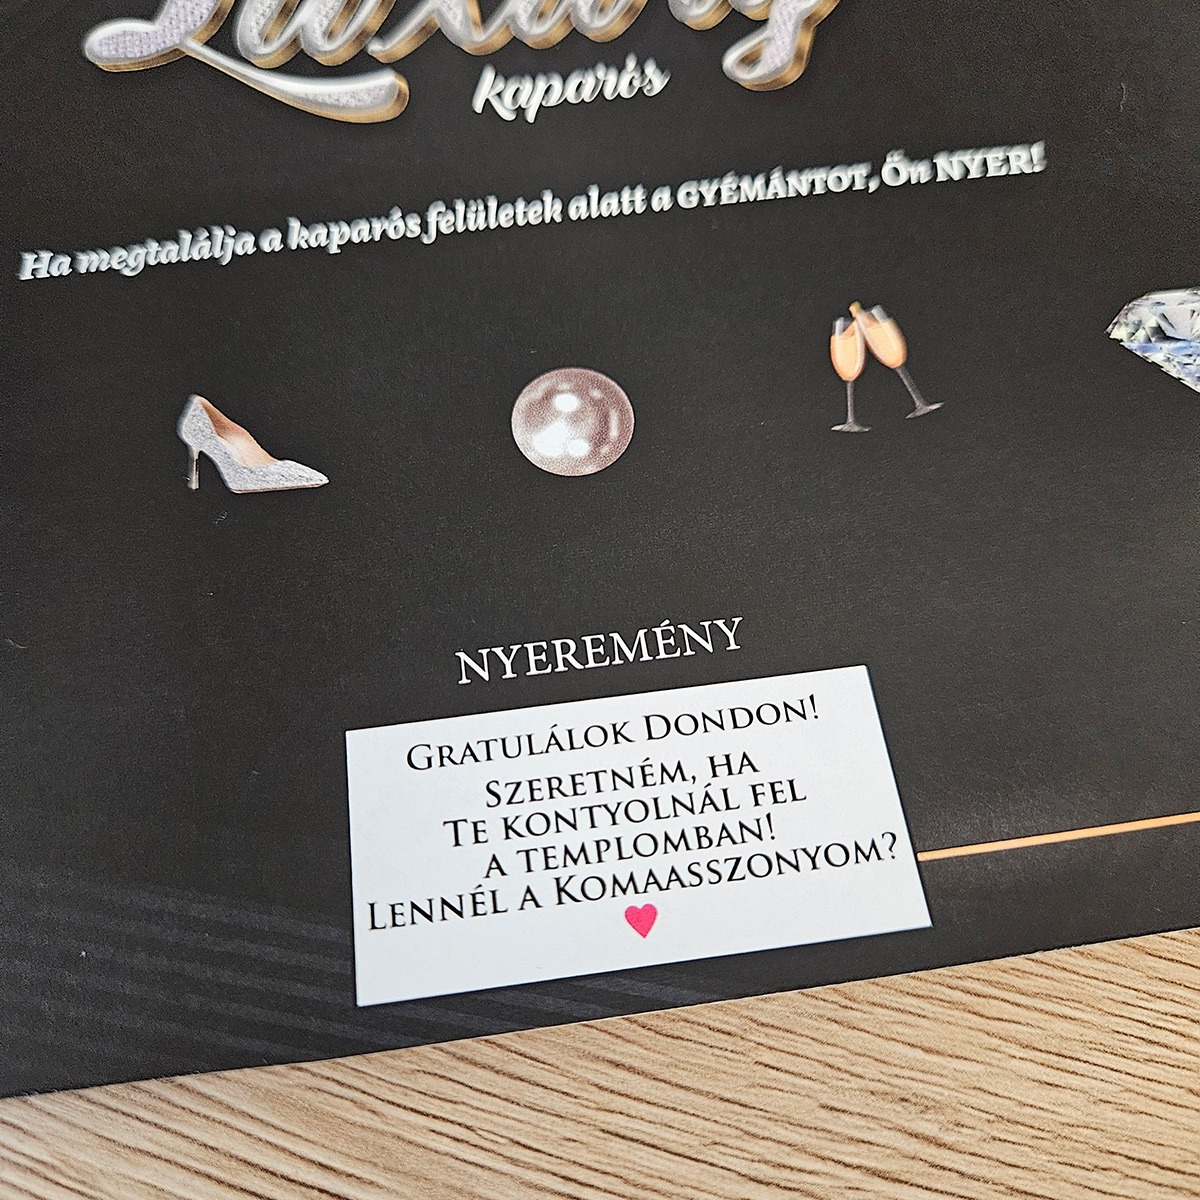 Luxury
kaparós
Ha megtalálja a kaparós felületek alatt a GYÉMÁNTOT, Ön NYER!
NYEREMÉNY
GRATULÁLOK DONDON!
SZERETNÉM, HA
TE KONTYOLNÁL FEL
A TEMPLOMBAN!
LENNÉL A KOMAASSZONYOM?